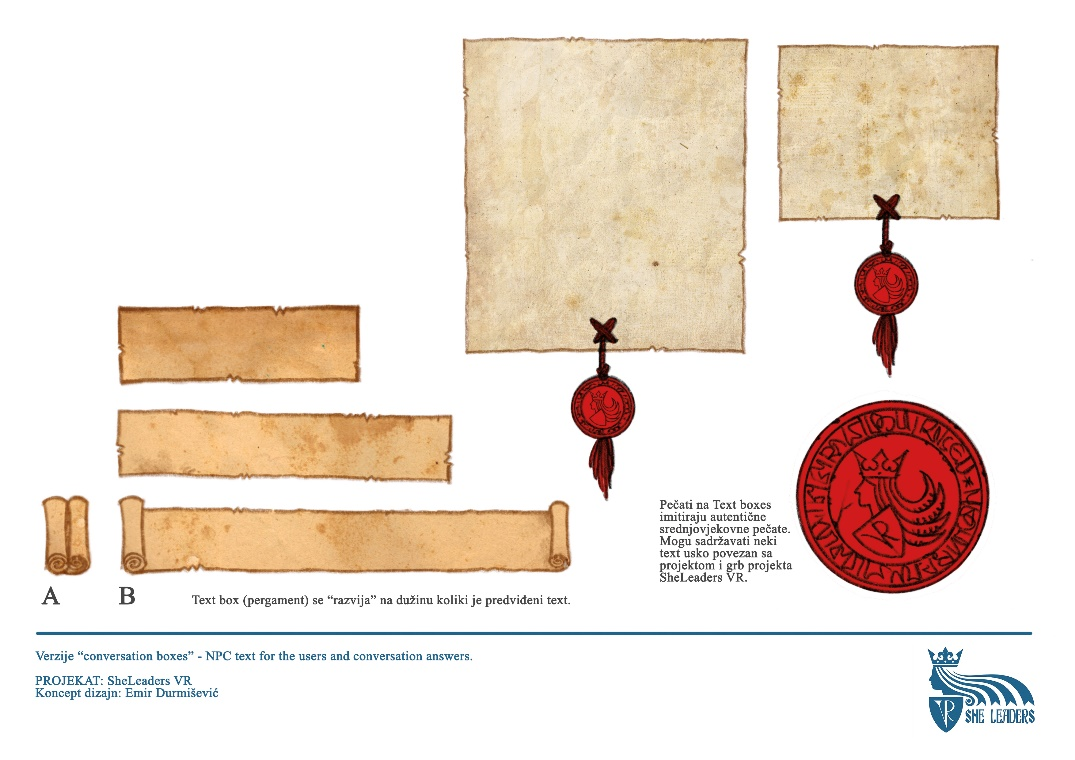 Pečati na Text boxes
imitiraju autentične
srednjovjekovne pečate.
Mogu sadržavati neki
text usko povezan sa
projektom i grb projekta
SheLeaders VR.
A
B
Text box (pergament) se “razvija” na dužinu koliki je predviđeni text.
Verzije “conversation boxes” - NPC text for the users and conversation answers.
PROJEKAT: SheLeaders VR
Koncept dizajn: Emir Durmišević
VR
SHE LEADERS